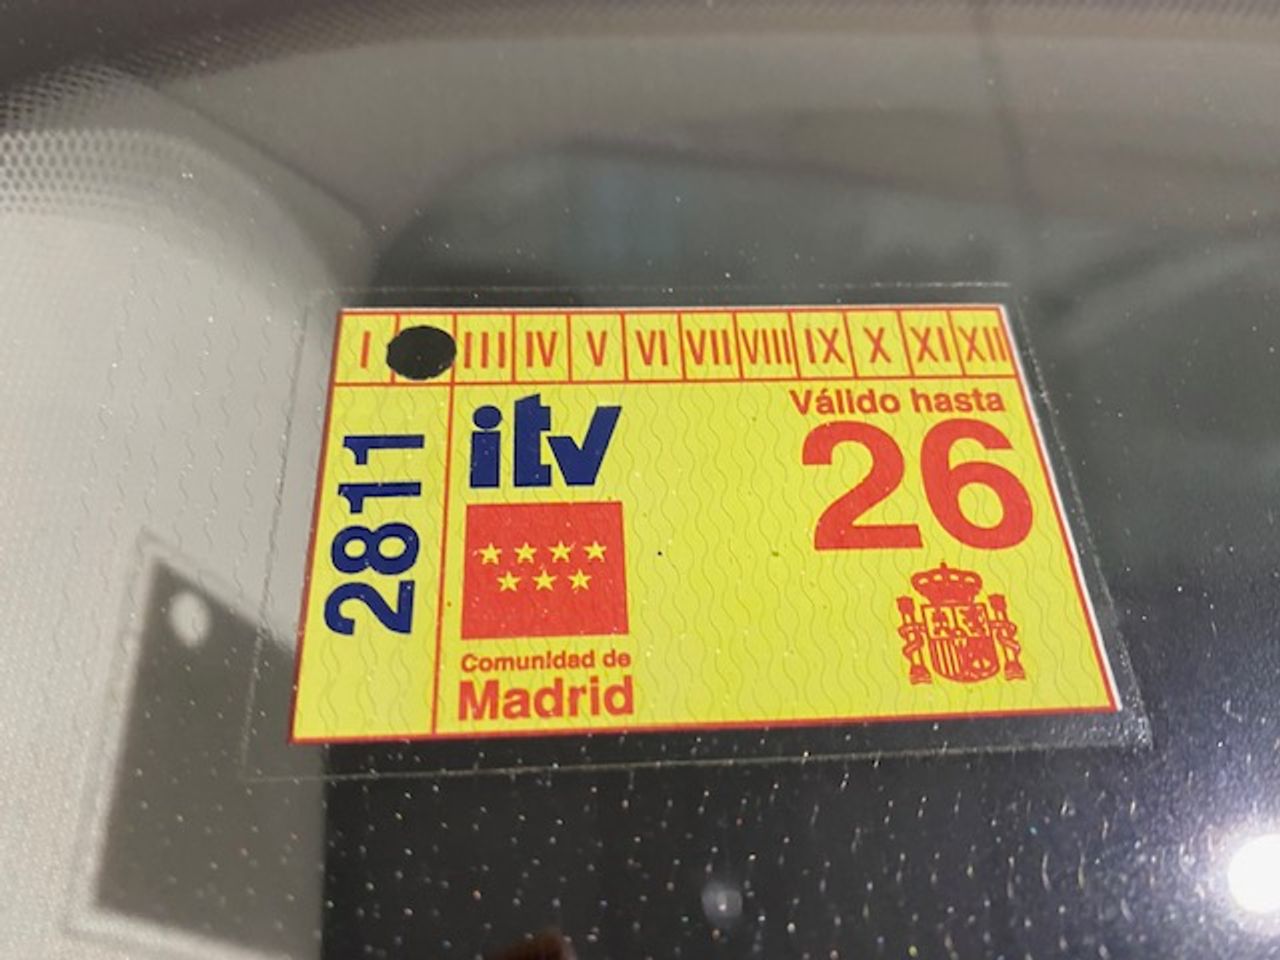 I III IV V VI VII VIII IX X XI XII
2811
itv
Válido hasta
26
Comunidad de
Madrid